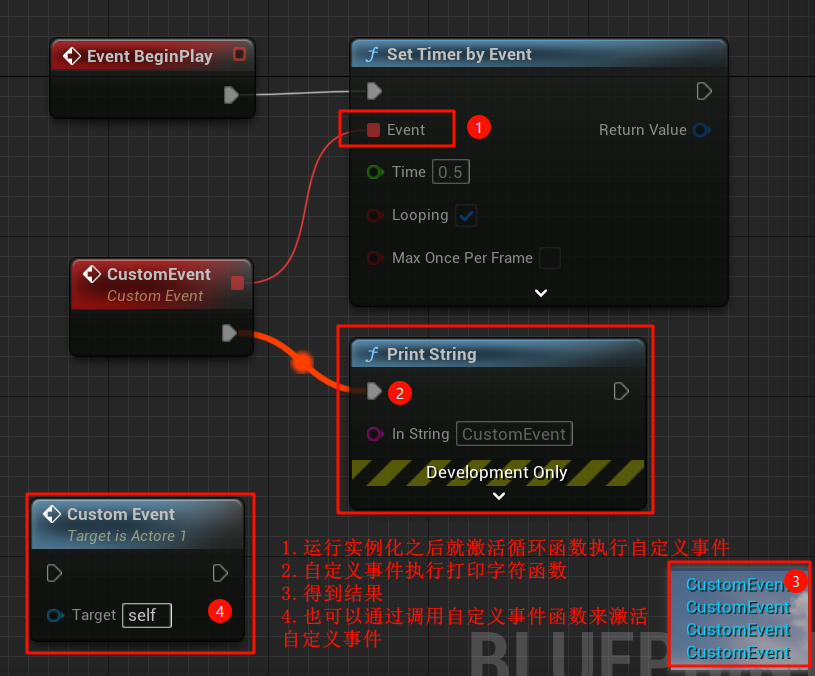 Event BeginPlay
Set Timer by Event
Event
1
Return Value
Time 0.5
Looping
Max Once Per Frame
CustomEvent
Custom Event
Print String
2
In String CustomEvent
Development Only
Custom Event
Target is Actore 1
Target self
4
1. 运行实例化之后就激活循环函数执行自定义事件
2. 自定义事件执行打印字符函数
3. 得到结果
4. 也可以通过调用自定义事件函数来激活
自定义事件
CustomEvent
3
CustomEvent
CustomEvent
CustomEvent